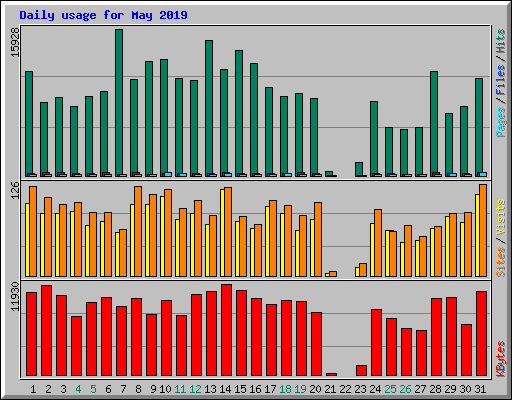 Daily usage for May 2019
15928
Pages / Files / Hits
126
Sites / Visits
11930
KBytes
1 2 3 4 5 6 7 8 9 10 11 12 13 14 15 16 17 18 19 20 21 22 23 24 25 26 27 28 29 30 31